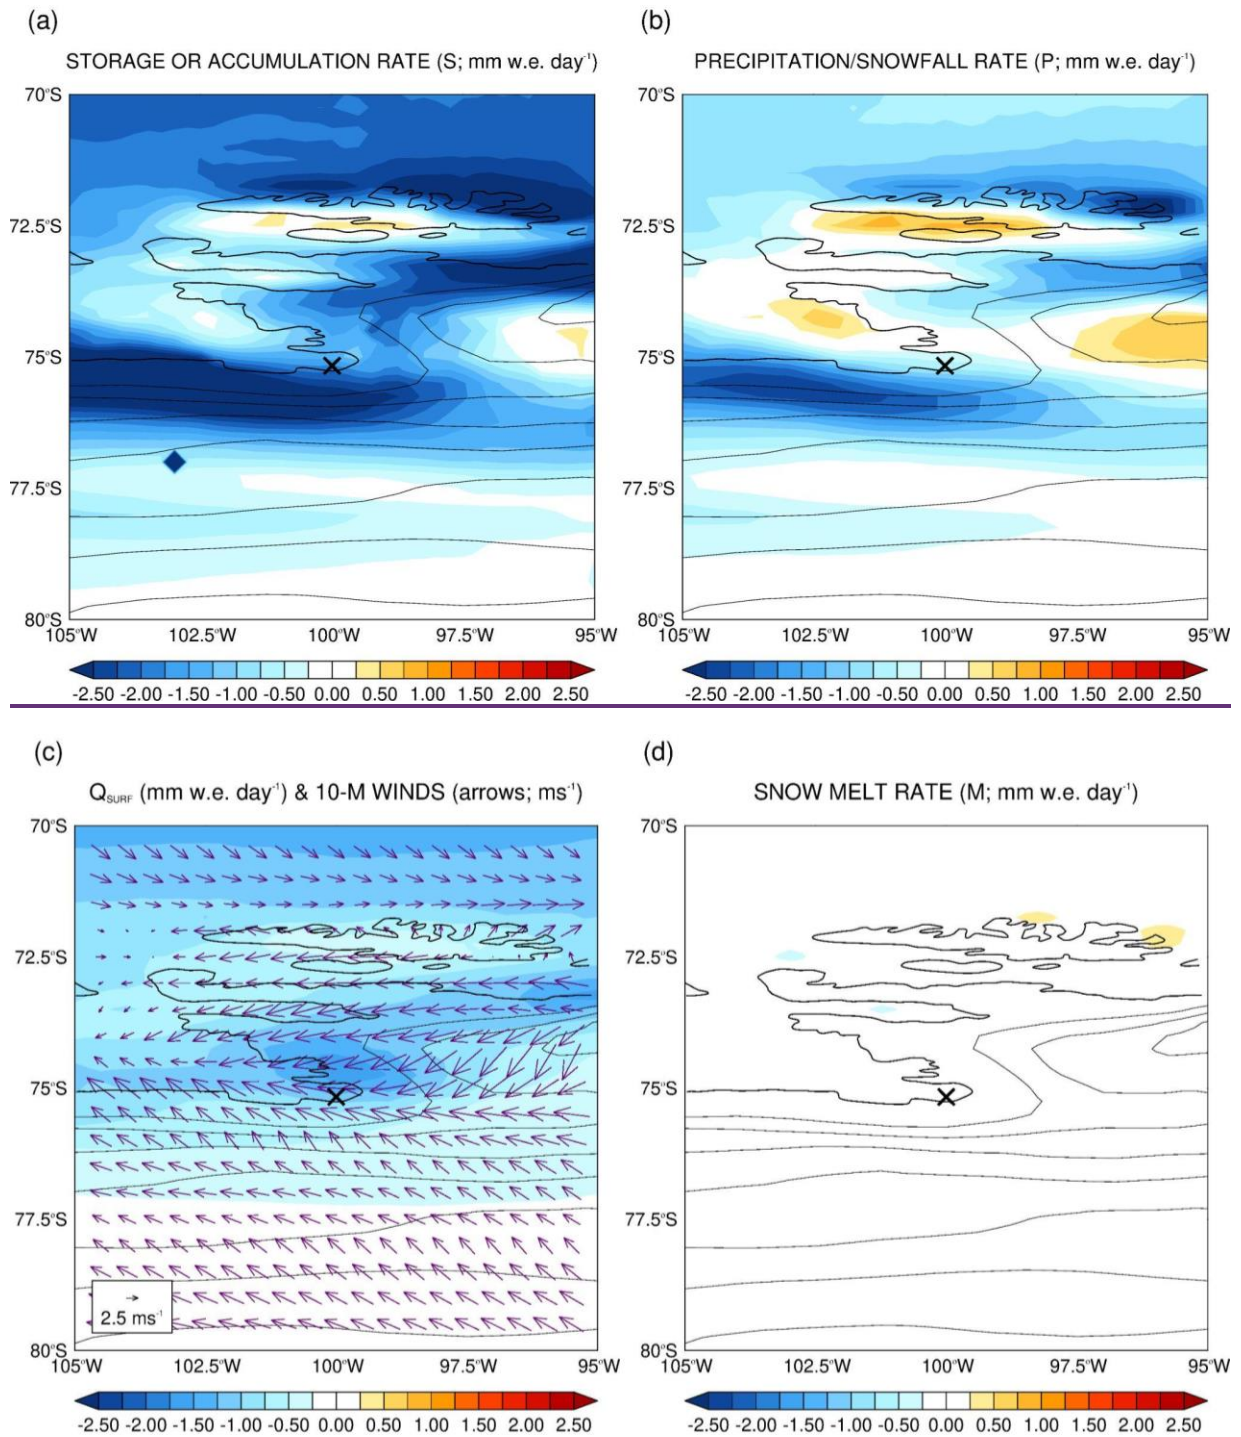 (a)
STORAGE OR ACCUMULATION RATE (S; mm w.e. day⁻¹)
70°S
72.5°S
75°S
77.5°S
80°S
105°W 102.5°W 100°W 97.5°W 95°W
-2.50 -2.00 -1.50 -1.00 -0.50 0.00 0.50 1.00 1.50 2.00 2.50
(b)
PRECIPITATION/SNOWFALL RATE (P; mm w.e. day⁻¹)
70°S
72.5°S
75°S
77.5°S
80°S
105°W 102.5°W 100°W 97.5°W 95°W
-2.50 -2.00 -1.50 -1.00 -0.50 0.00 0.50 1.00 1.50 2.00 2.50
(c)
Q_SURF (mm w.e. day⁻¹) & 10-M WINDS (arrows; ms⁻¹)
70°S
72.5°S
75°S
77.5°S
2.5 ms⁻¹
80°S
105°W 102.5°W 100°W 97.5°W 95°W
-2.50 -2.00 -1.50 -1.00 -0.50 0.00 0.50 1.00 1.50 2.00 2.50
(d)
SNOW MELT RATE (M; mm w.e. day⁻¹)
70°S
72.5°S
75°S
77.5°S
80°S
105°W 102.5°W 100°W 97.5°W 95°W
-2.50 -2.00 -1.50 -1.00 -0.50 0.00 0.50 1.00 1.50 2.00 2.50